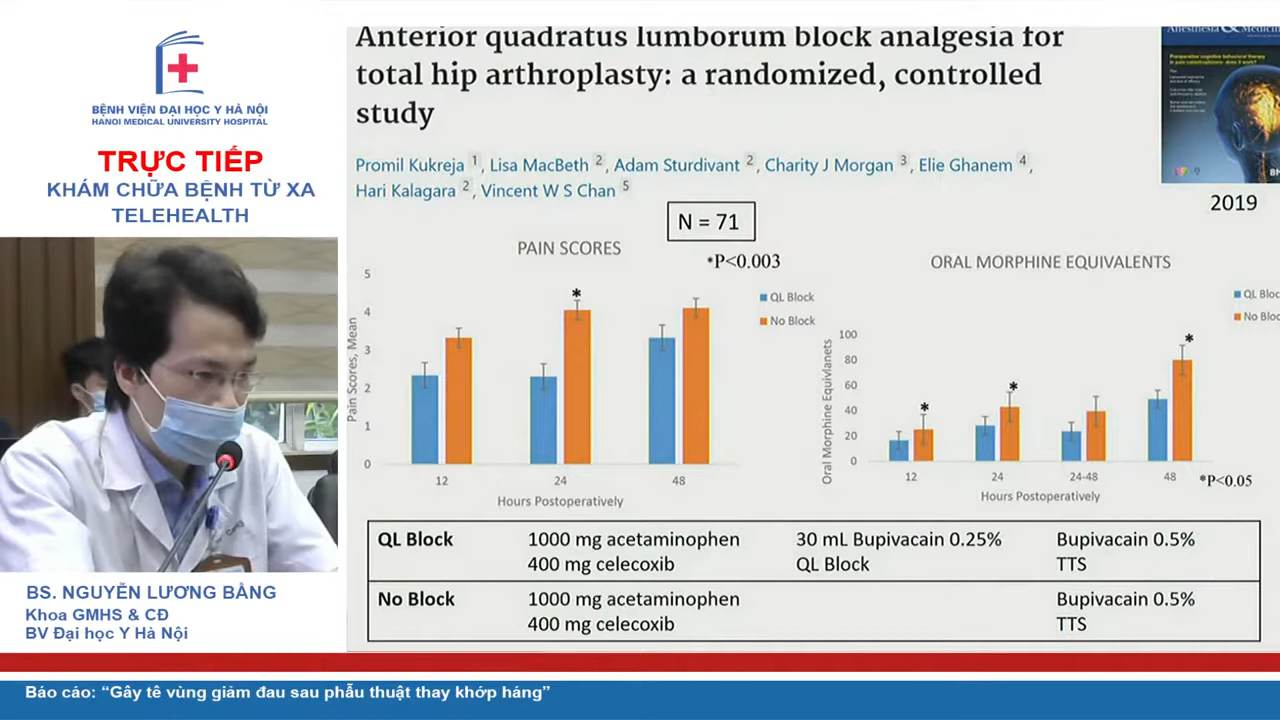 BỆNH VIỆN ĐẠI HỌC Y HÀ NỘI
HANOI MEDICAL UNIVERSITY HOSPITAL
TRỰC TIẾP
KHÁM CHỮA BỆNH TỪ XA
TELEHEALTH
BS. NGUYỄN LƯƠNG BẰNG
Khoa GMHS & CĐ
BV Đại học Y Hà Nội
Anterior quadratus lumborum block analgesia for
total hip arthroplasty: a randomized, controlled
study
Promil Kukreja 1, Lisa MacBeth 2, Adam Sturdivant 2, Charity J Morgan 3, Elie Ghanem 4,
Hari Kalagara 2, Vincent W S Chan 5
2019
N = 71
PAIN SCORES
*P<0.003
QL Block
No Block
Pain Scores, Mean
5
4
3
2
1
0
*
12
24
48
Hours Postoperatively
ORAL MORPHINE EQUIVALENTS
QL Bloc
No Bloc
Oral Morphine Equivlanets
100
80
60
40
20
0
*
*
*
12
24
24-48
48
Hours Postoperatively
*P<0.05
QL Block 1000 mg acetaminophen 30 mL Bupivacain 0.25% Bupivacain 0.5%
400 mg celecoxib QL Block TTS
No Block 1000 mg acetaminophen Bupivacain 0.5%
400 mg celecoxib TTS
Báo cáo: “Gây tê vùng giảm đau sau phẫu thuật thay khớp háng”